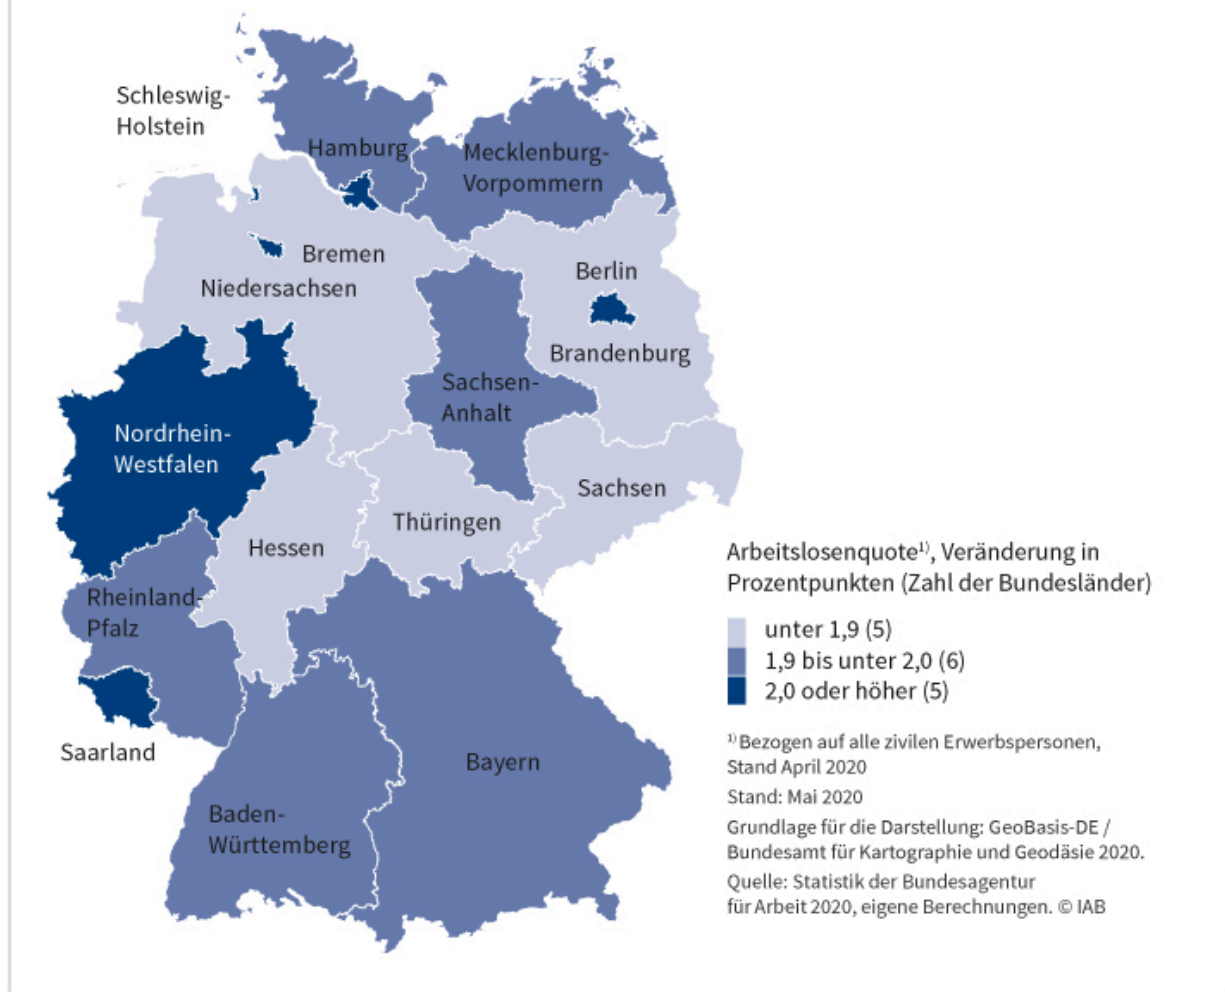 Schleswig-
Holstein
Hamburg
Mecklenburg-
Vorpommern
Bremen
Niedersachsen
Berlin
Brandenburg
Sachsen-
Anhalt
Nordrhein-
Westfalen
Sachsen
Thüringen
Hessen
Rheinland-
Pfalz
Saarland
Bayern
Baden-
Württemberg
Arbeitslosenquote¹⁾, Veränderung in
Prozentpunkten (Zahl der Bundesländer)
unter 1,9 (5)
1,9 bis unter 2,0 (6)
2,0 oder höher (5)
¹⁾ Bezogen auf alle zivilen Erwerbspersonen,
Stand April 2020
Stand: Mai 2020
Grundlage für die Darstellung: GeoBasis-DE /
Bundesamt für Kartographie und Geodäsie 2020.
Quelle: Statistik der Bundesagentur
für Arbeit 2020, eigene Berechnungen. © IAB